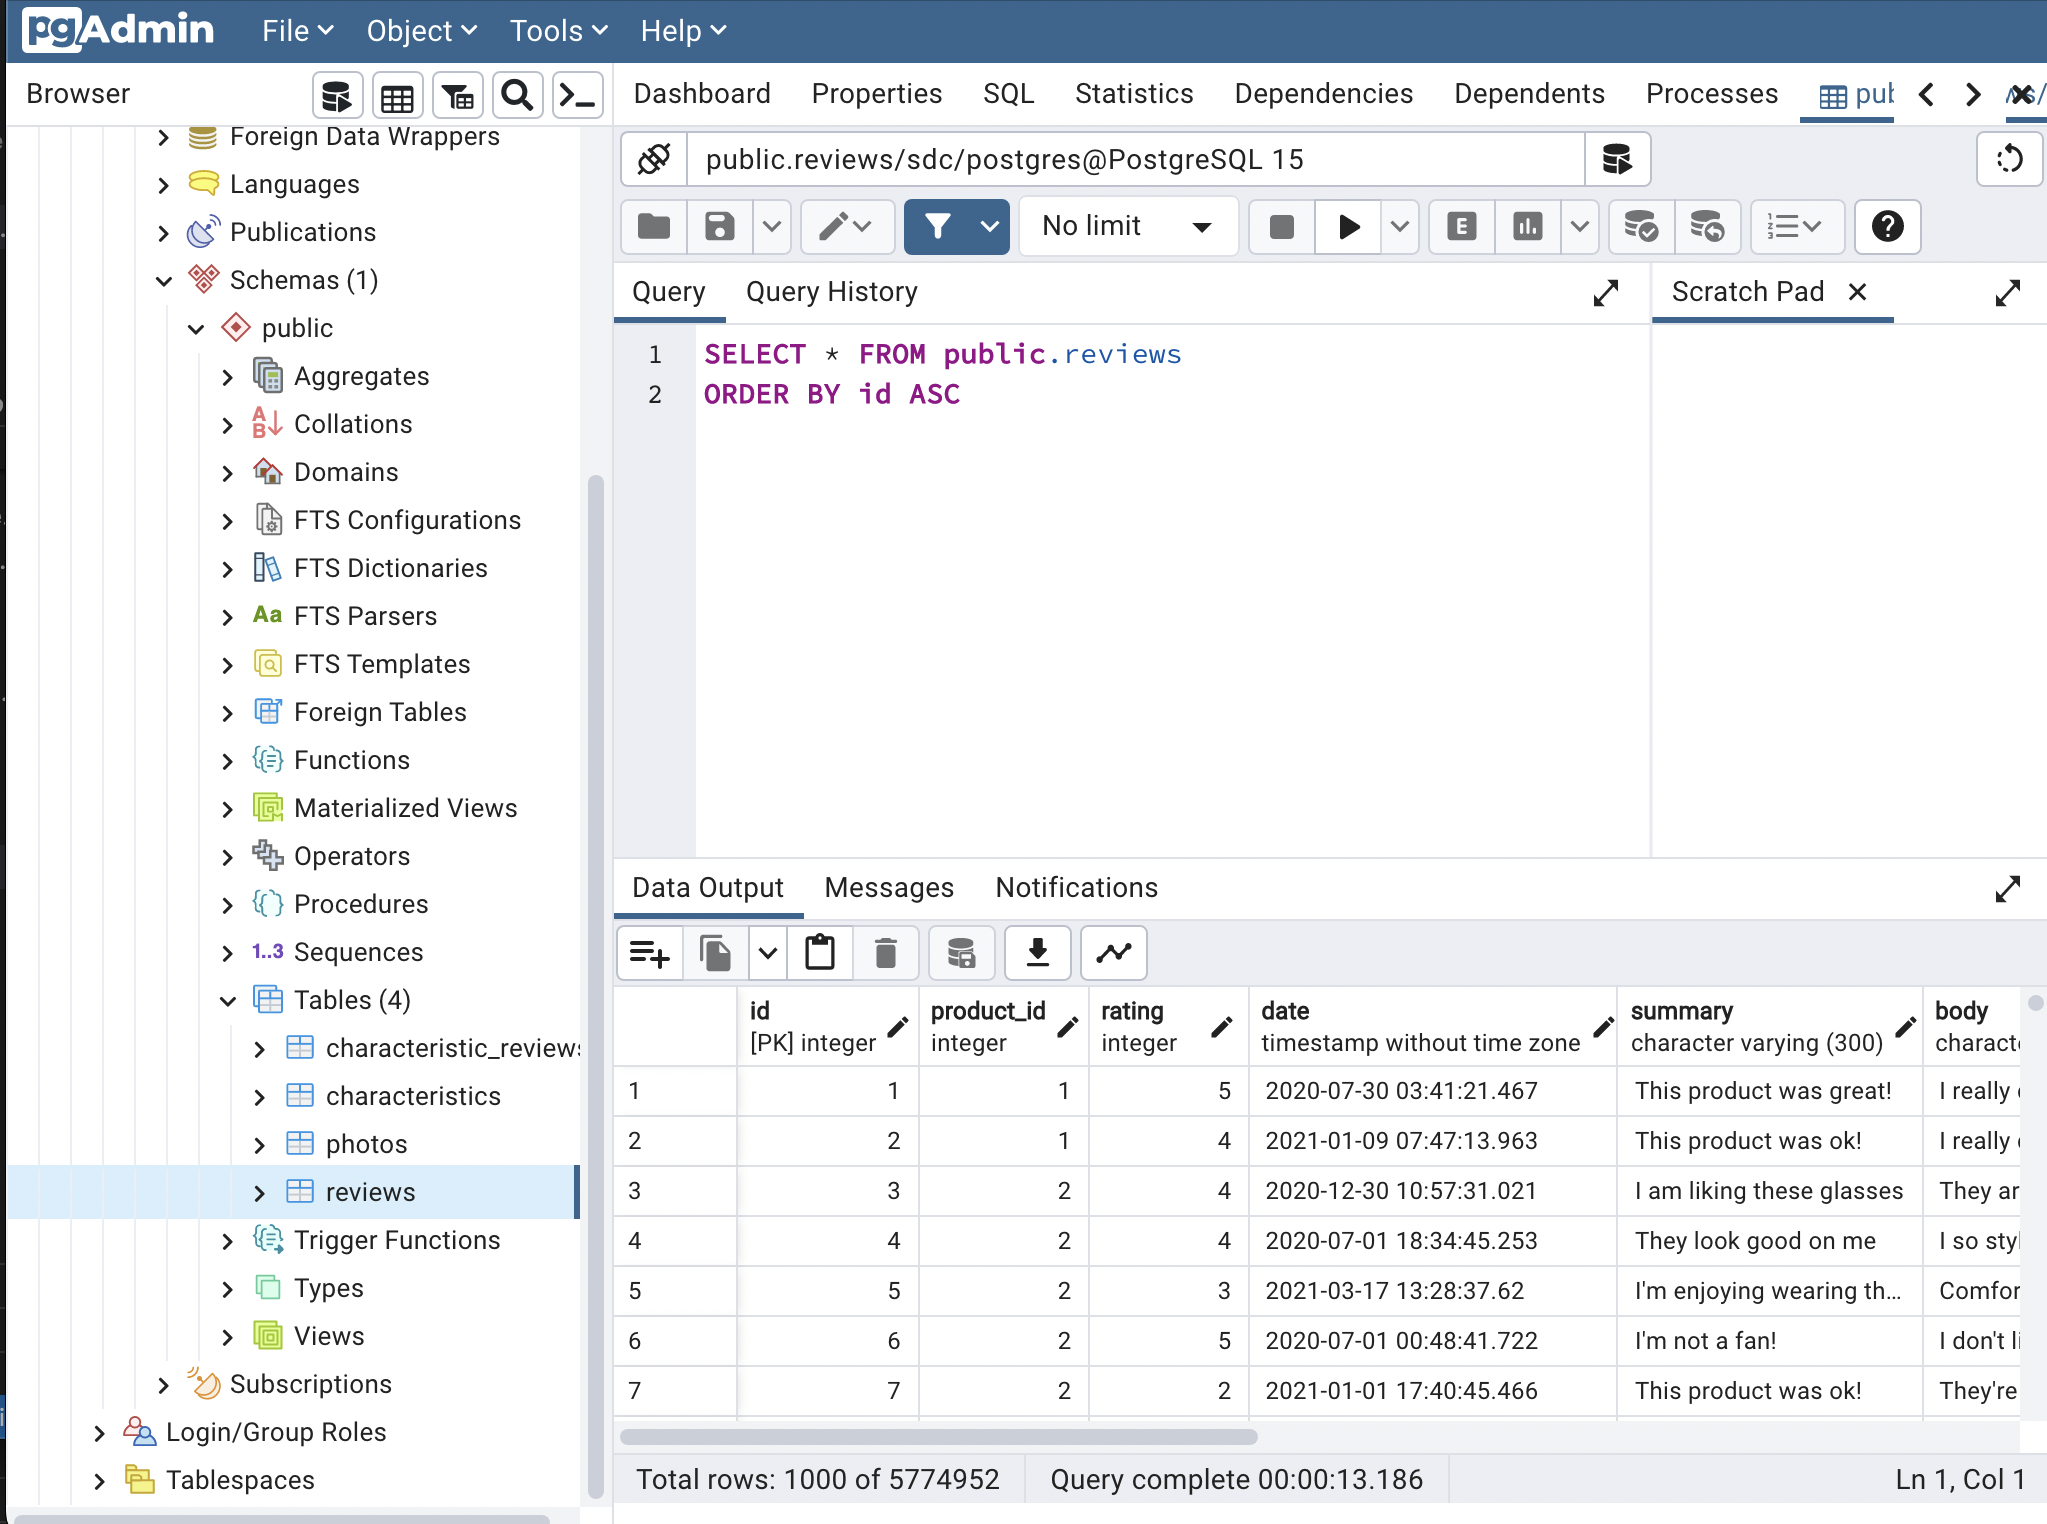 pgAdmin File Object Tools Help
Browser
Dashboard Properties SQL Statistics Dependencies Dependents Processes
public.reviews/sdc/postgres@PostgreSQL 15
No limit
Query Query History
Scratch Pad
1 SELECT * FROM public.reviews
2 ORDER BY id ASC
Foreign Data Wrappers
Languages
Publications
Schemas (1)
public
Aggregates
Collations
Domains
FTS Configurations
FTS Dictionaries
Aa FTS Parsers
FTS Templates
Foreign Tables
Functions
Materialized Views
Operators
Procedures
1..3 Sequences
Tables (4)
characteristic_reviews
characteristics
photos
reviews
Trigger Functions
Types
Views
Subscriptions
Login/Group Roles
Tablespaces
Data Output Messages Notifications
id product_id rating date summary body
[PK] integer integer integer timestamp without time zone character varying (300)
1 1 1 5 2020-07-30 03:41:21.467 This product was great! I really
2 2 1 4 2021-01-09 07:47:13.963 This product was ok! I really
3 3 2 4 2020-12-30 10:57:31.021 I am liking these glasses They
4 4 2 4 2020-07-01 18:34:45.253 They look good on me I so
5 5 2 3 2021-03-17 13:28:37.62 I'm enjoying wearing th...
6 6 2 5 2020-07-01 00:48:41.722 I'm not a fan! I don't
7 7 2 2 2021-01-01 17:40:45.466 This product was ok! They're
Total rows: 1000 of 5774952 Query complete 00:00:13.186 Ln 1, Col 1